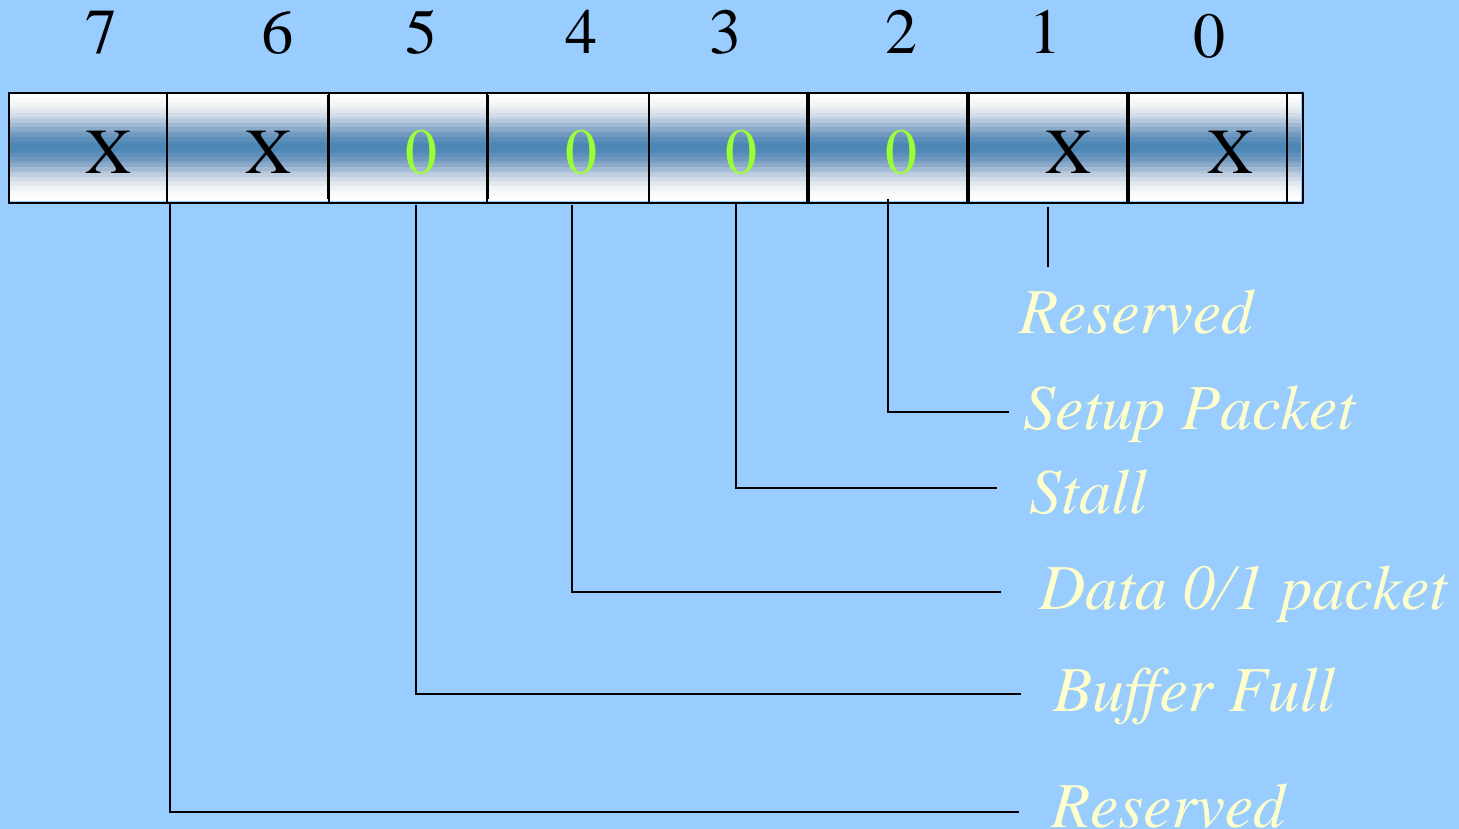 7 6 5 4 3 2 1 0
X X 0 0 0 0 X X
Reserved
Setup Packet
Stall
Data 0/1 packet
Buffer Full
Reserved